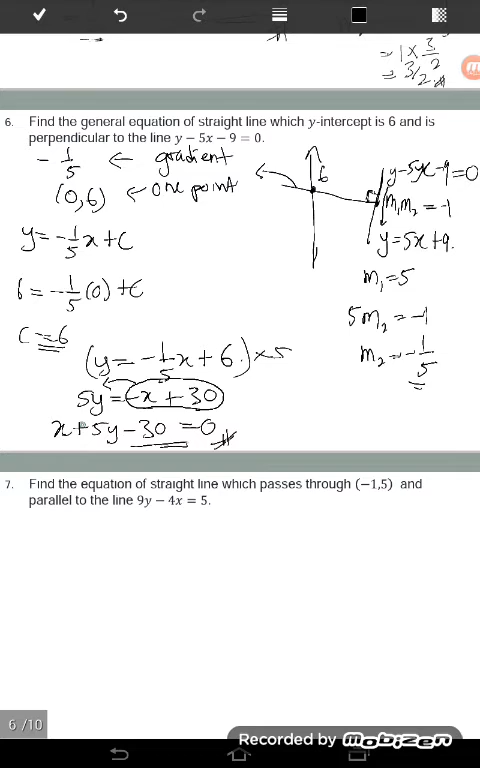 = 1 × 3/2
= 3/2
6. Find the general equation of straight line which y-intercept is 6 and is
perpendicular to the line y − 5x − 9 = 0.
- 1/5 ← gradient
(0,6) ← one point
6
y-5x-9=0
m₁m₂ = -1
y = 5x+9.
y = -1/5 x + C
m₁ = 5
6 = -1/5 (0) + C
5m₂ = -1
C = 6
m₂ = -1/5
(y = -1/5 x + 6) ×5
5y = -x + 30
x + 5y - 30 = 0
7. Find the equation of straight line which passes through (−1,5) and
parallel to the line 9y − 4x = 5.
6 /10
Recorded by Mobizen